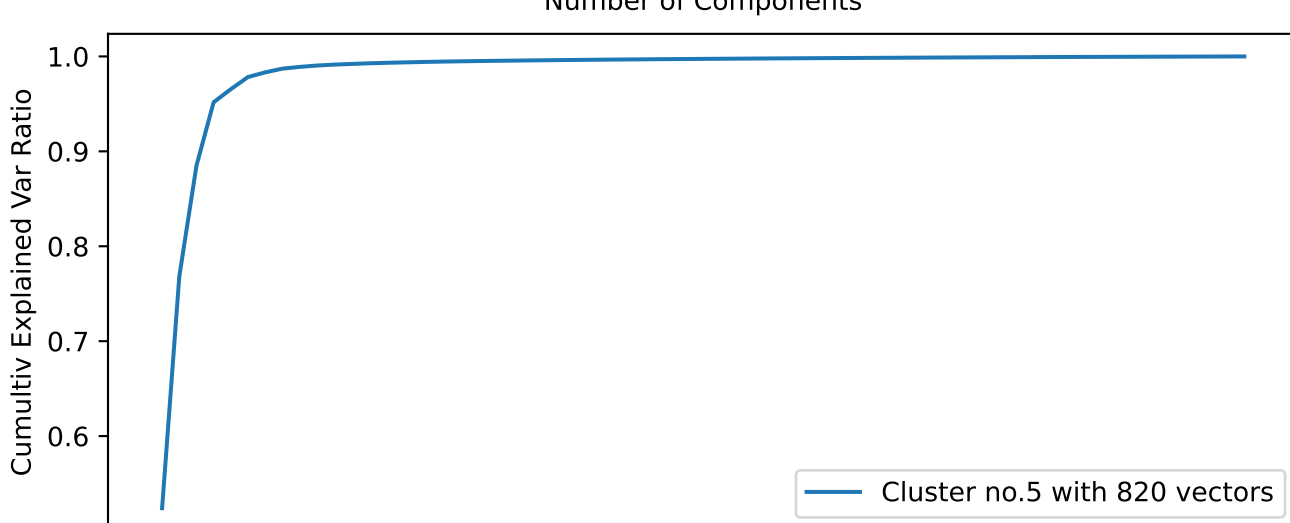 Number of Components
1.0
0.9
0.8
0.7
0.6
Cumultiv Explained Var Ratio
Cluster no.5 with 820 vectors